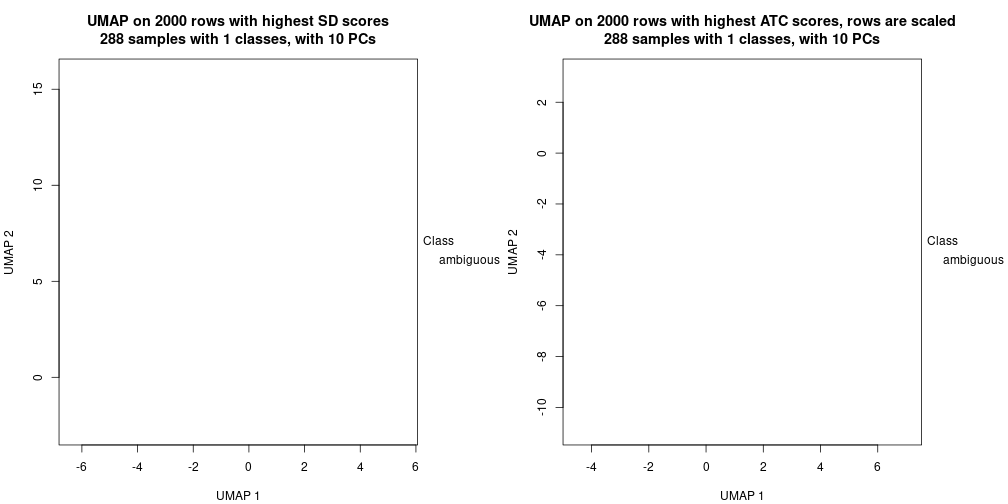 UMAP on 2000 rows with highest SD scores
288 samples with 1 classes, with 10 PCs
15
10
5
0
UMAP 2
-6 -4 -2 0 2 4 6
UMAP 1
Class
ambiguous
UMAP on 2000 rows with highest ATC scores, rows are scaled
288 samples with 1 classes, with 10 PCs
2
0
-2
-4
-6
-8
-10
UMAP 2
-4 -2 0 2 4 6
UMAP 1
Class
ambiguous